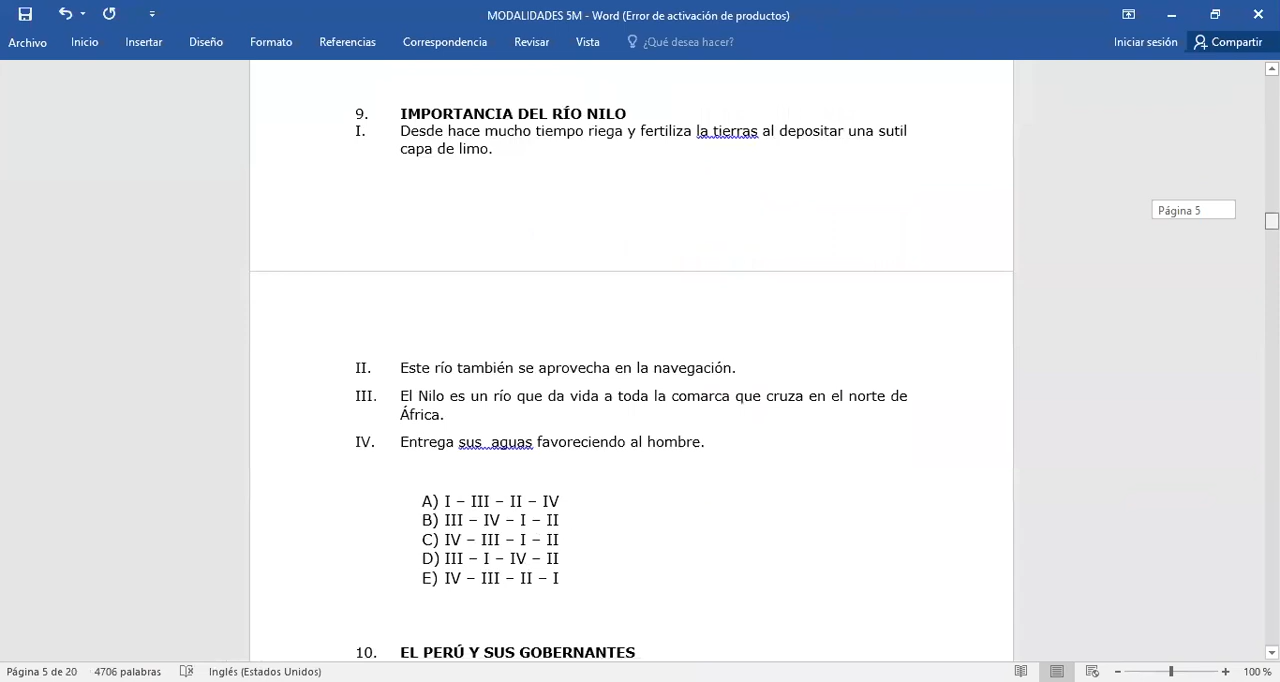 MODALIDADES 5M - Word (Error de activación de productos)
Archivo Inicio Insertar Diseño Formato Referencias Correspondencia Revisar Vista ¿Qué desea hacer? Iniciar sesión Compartir
9. IMPORTANCIA DEL RÍO NILO
I. Desde hace mucho tiempo riega y fertiliza la tierras al depositar una sutil
capa de limo.
Página 5
II. Este río también se aprovecha en la navegación.
III. El Nilo es un río que da vida a toda la comarca que cruza en el norte de
África.
IV. Entrega sus  aguas favoreciendo al hombre.
A) I – III – II – IV
B) III – IV – I – II
C) IV – III – I – II
D) III – I – IV – II
E) IV – III – II – I
10. EL PERÚ Y SUS GOBERNANTES
Página 5 de 20 4706 palabras Inglés (Estados Unidos) 100 %